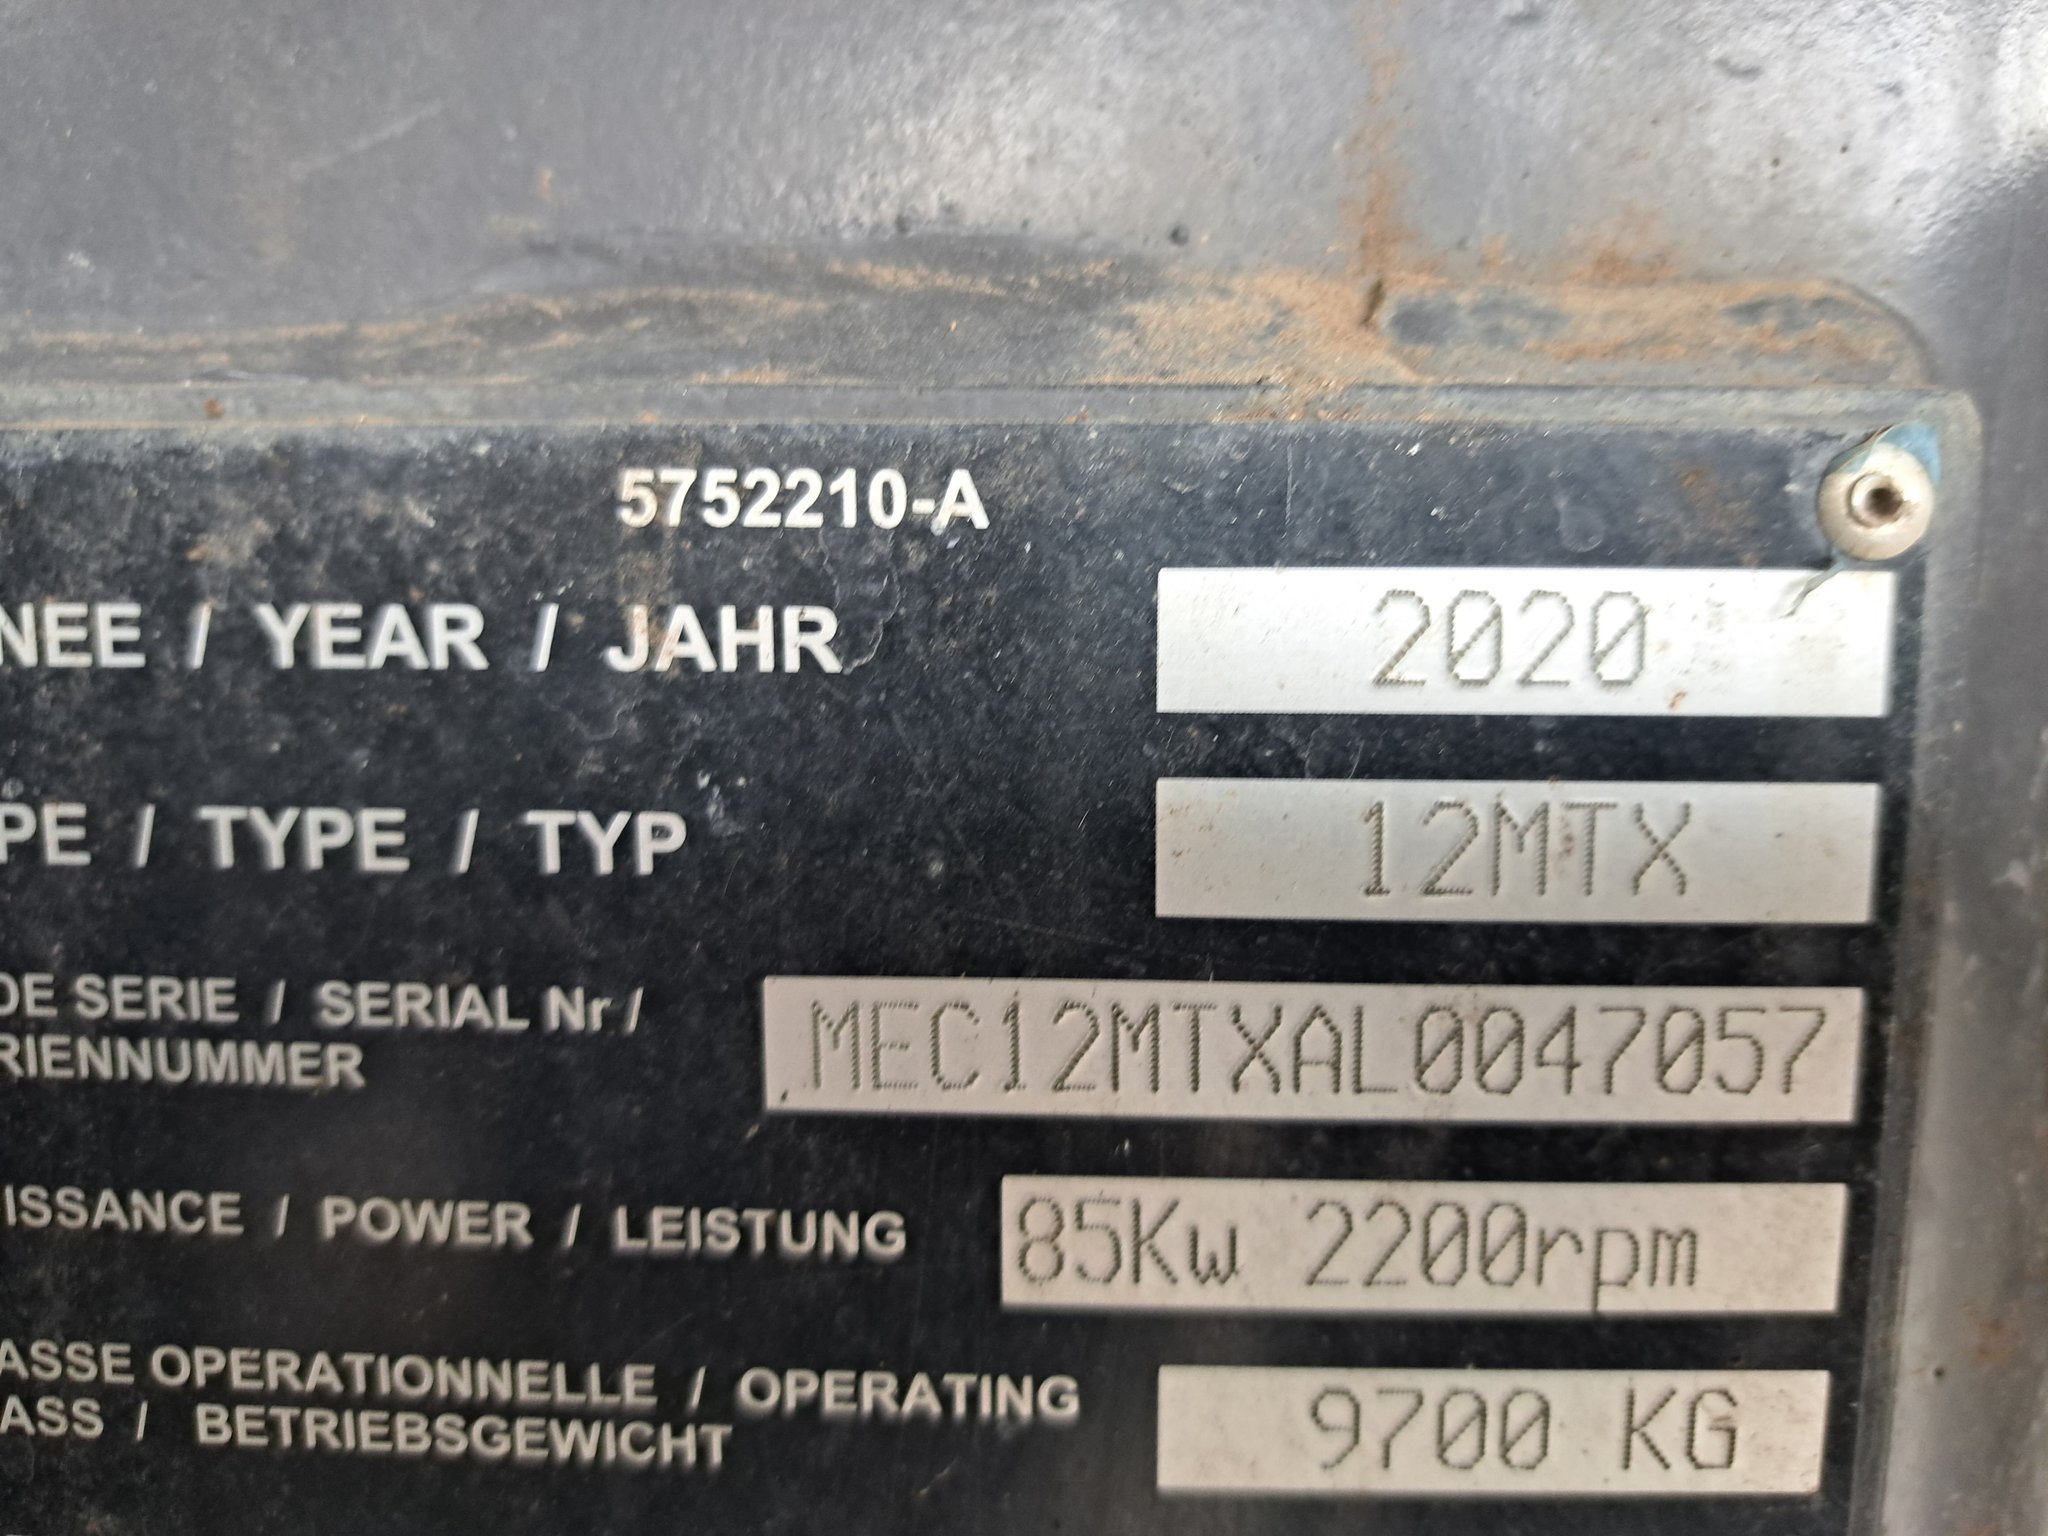 5752210-A
NEE / YEAR / JAHR 2020
PE / TYPE / TYP 12MTX
DE SERIE / SERIAL Nr /
RIENNUMMER MEC12MTXAL0047057
ISSANCE / POWER / LEISTUNG 85Kw 2200rpm
ASSE OPERATIONNELLE / OPERATING
ASS / BETRIEBSGEWICHT 9700 KG